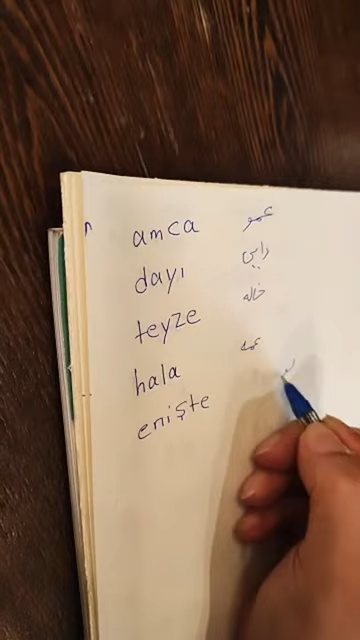 amca عمو
dayı دایی
teyze خاله
hala عمه
enişte